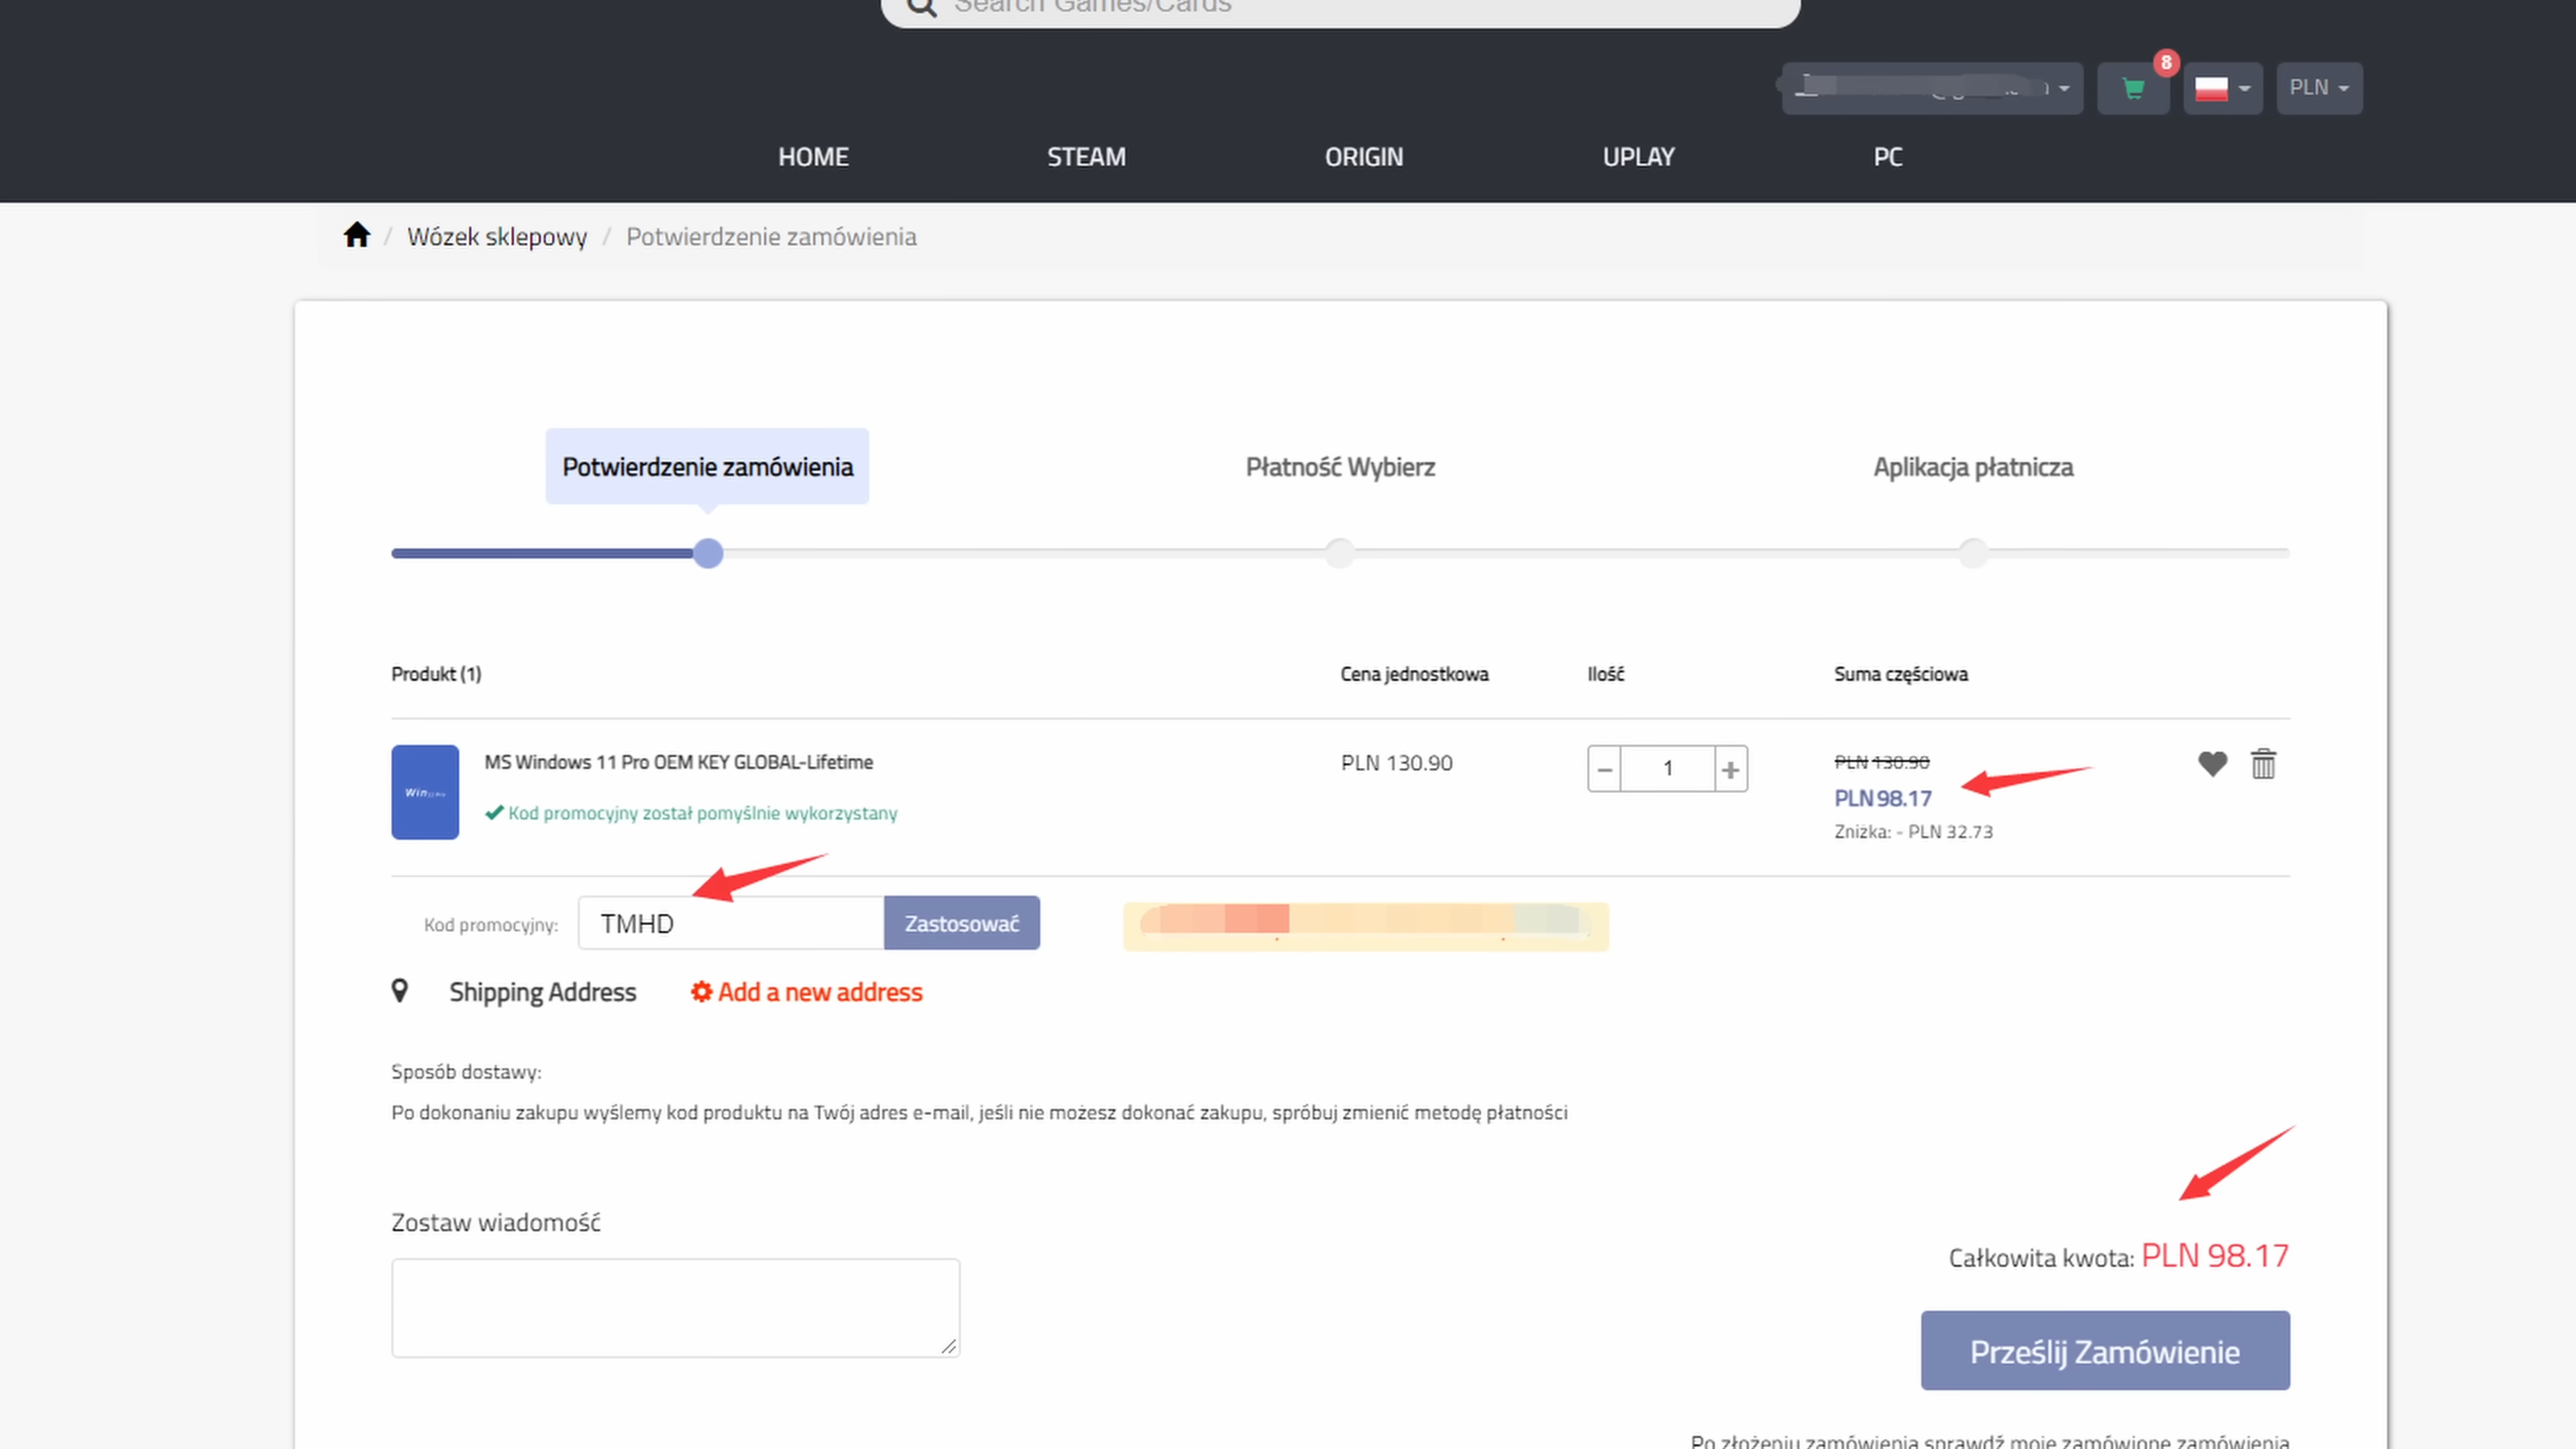 Search Games/Cards
8
PLN
HOME STEAM ORIGIN UPLAY PC
/ Wózek sklepowy / Potwierdzenie zamówienia
Potwierdzenie zamówienia Płatność Wybierz Aplikacja płatnicza
Produkt (1) Cena jednostkowa Ilość Suma częściowa
MS Windows 11 Pro OEM KEY GLOBAL-Lifetime PLN 130.90 − 1 + PLN 130.90
Win 11 Pro
PLN 98.17
Kod promocyjny został pomyślnie wykorzystany
Zniżka: - PLN 32.73
Kod promocyjny: TMHD Zastosować
Shipping Address Add a new address
Sposób dostawy:
Po dokonaniu zakupu wyślemy kod produktu na Twój adres e-mail, jeśli nie możesz dokonać zakupu, spróbuj zmienić metodę płatności
Zostaw wiadomość
Całkowita kwota: PLN 98.17
Prześlij Zamówienie
Po złożeniu zamówienia sprawdź moje zamówione zamówienia